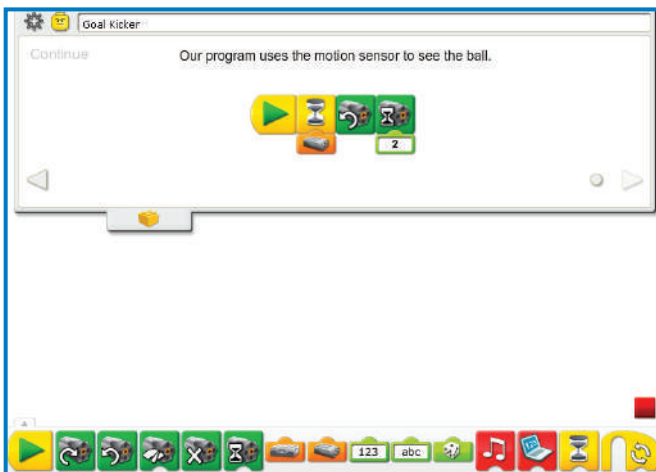 Goal Kicker
Continue
Our program uses the motion sensor to see the ball.
2
123
abc